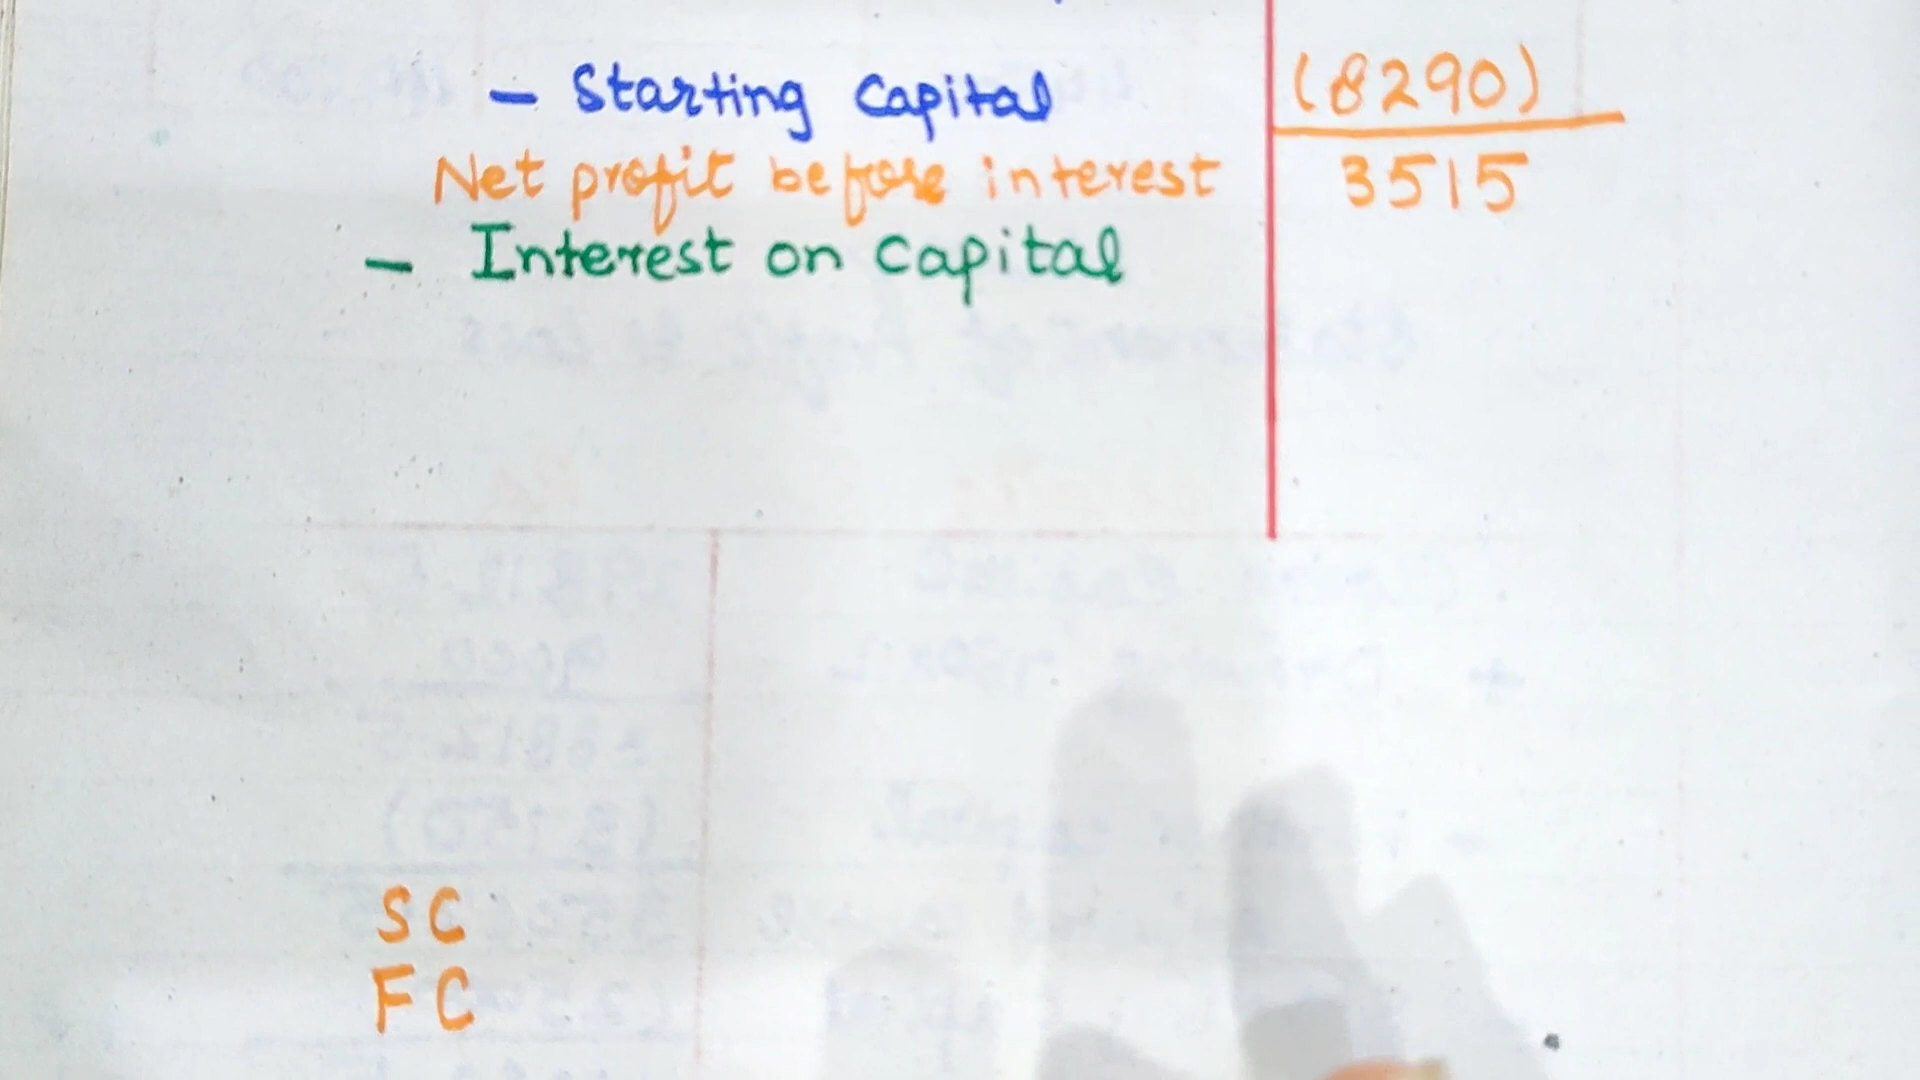 - Starting Capital (8290)
Net profit before interest 3515
- Interest on Capital
SC
FC